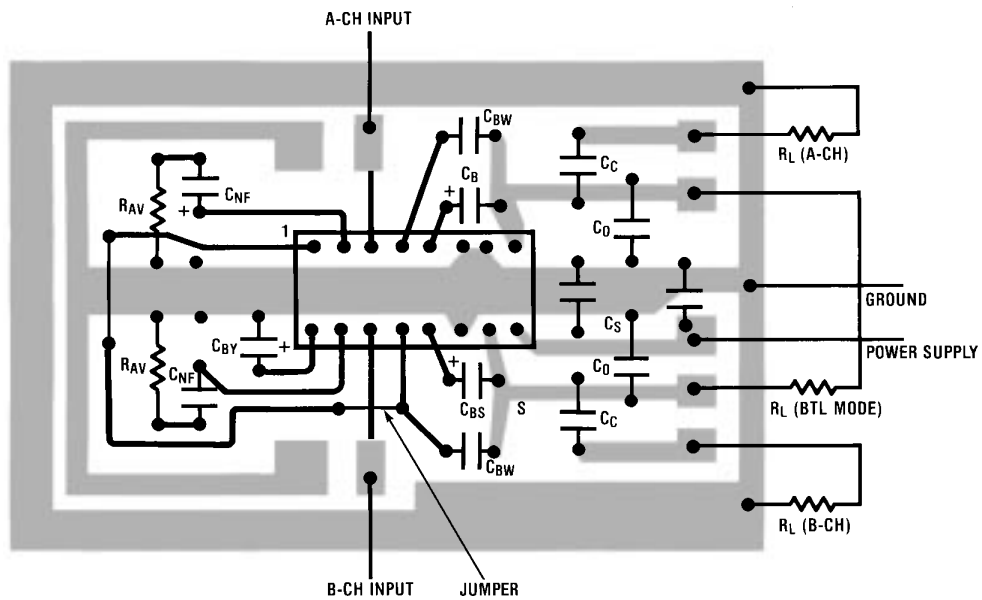 A-CH INPUT
CBW
RL (A-CH)
CC
CB
+
CNF
RAV
+
CO
1
GROUND
CS
POWER SUPPLY
CBY
+
RAV
CNF
+
CO
CBS
S
CC
RL (BTL MODE)
CBW
RL (B-CH)
B-CH INPUT
JUMPER